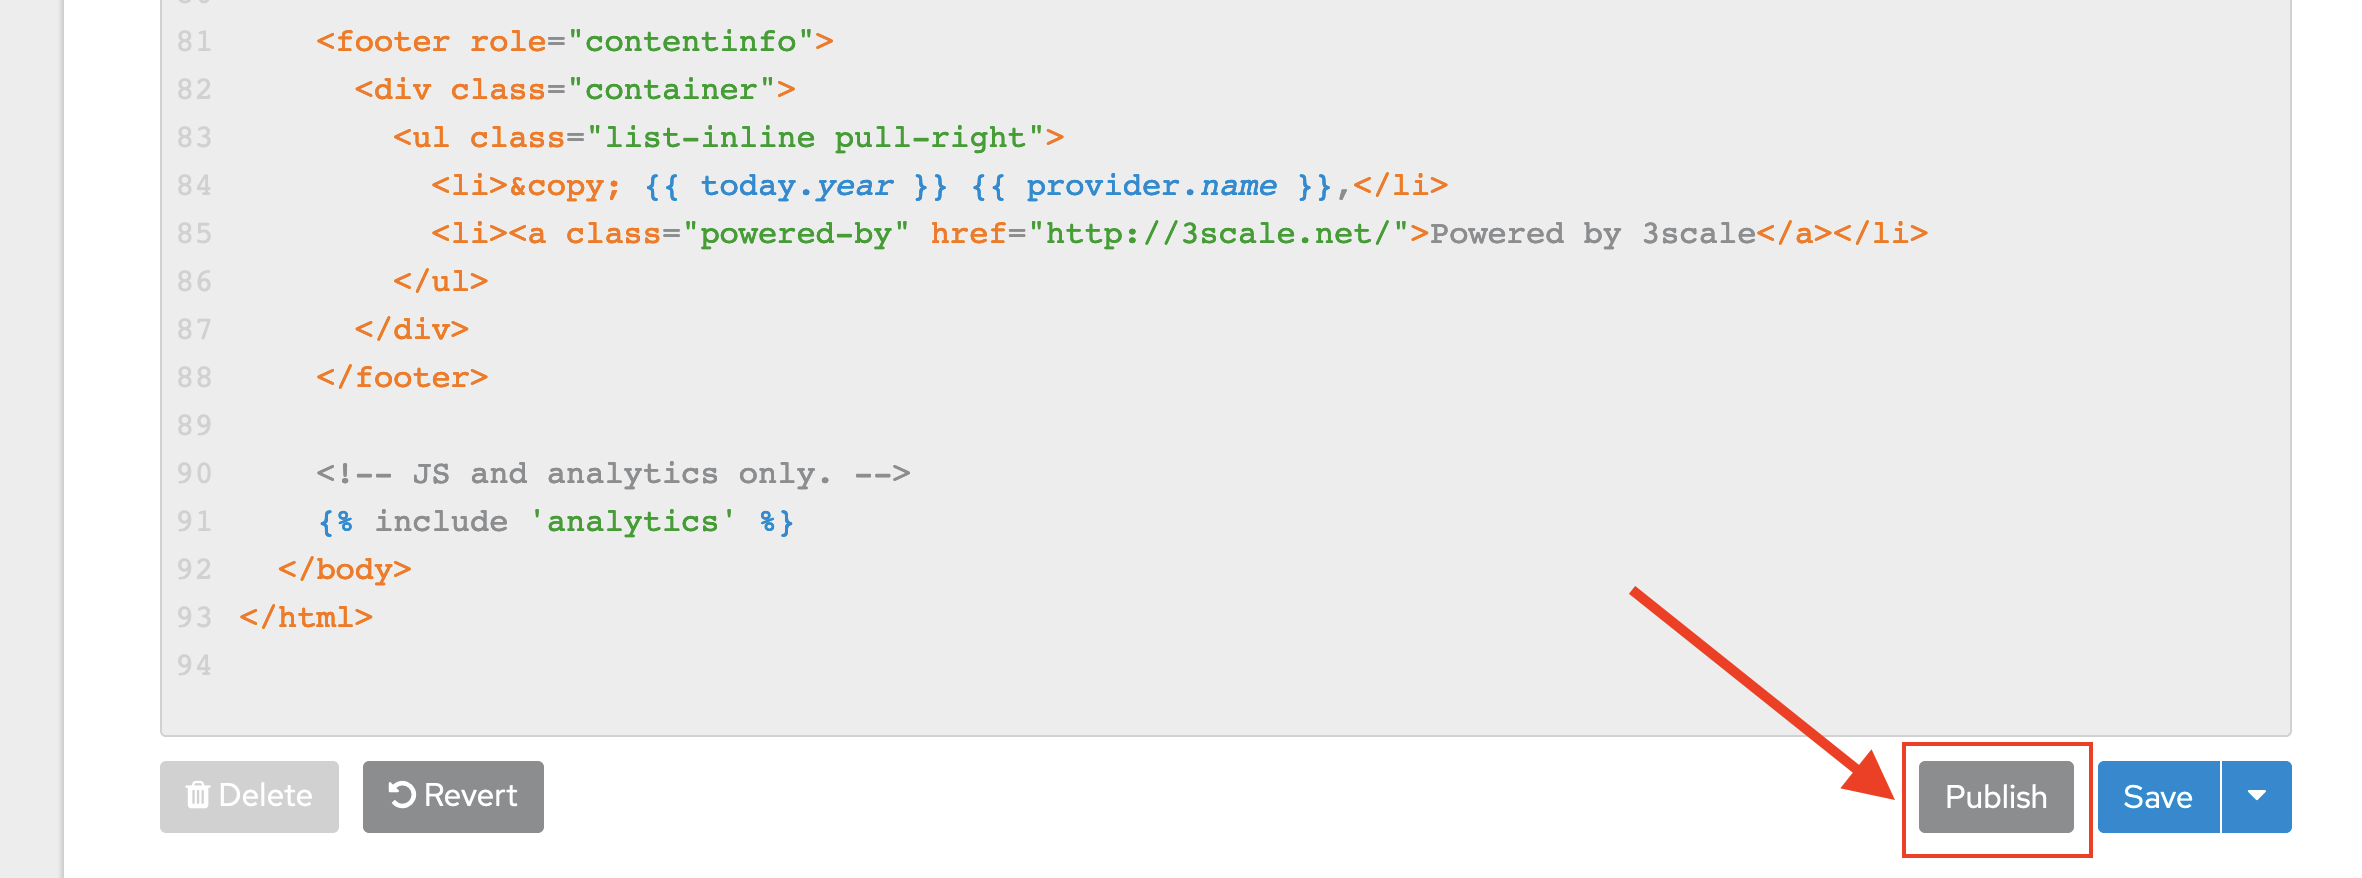 81 <footer role="contentinfo">
82 <div class="container">
83 <ul class="list-inline pull-right">
84 <li>&copy; {{ today.year }} {{ provider.name }},</li>
85 <li><a class="powered-by" href="http://3scale.net/">Powered by 3scale</a></li>
86 </ul>
87 </div>
88 </footer>
89
90 <!-- JS and analytics only. -->
91 {% include 'analytics' %}
92 </body>
93 </html>
94
Delete Revert Publish Save